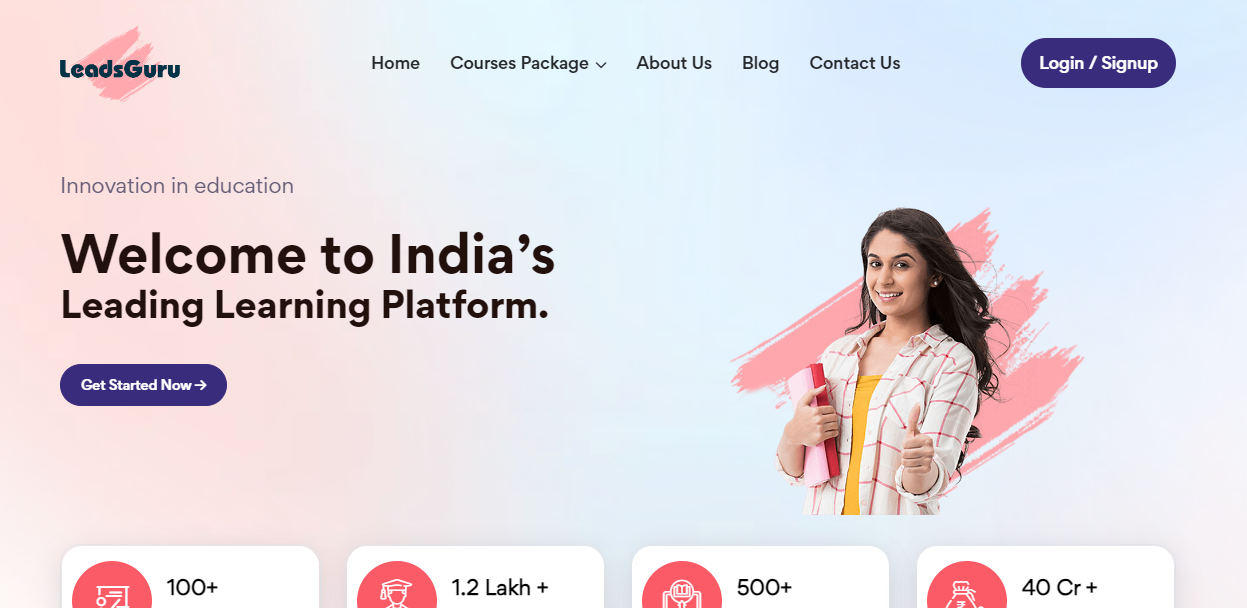 LeadsGuru
Home
Courses Package
About Us
Blog
Contact Us
Login / Signup
Innovation in education
Welcome to India’s
Leading Learning Platform.
Get Started Now →
100+
1.2 Lakh +
500+
40 Cr +